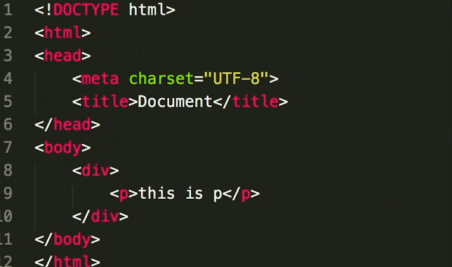 1 <!DOCTYPE html>
2 <html>
3 <head>
4 <meta charset="UTF-8">
5 <title>Document</title>
6 </head>
7 <body>
8 <div>
9 <p>this is p</p>
10 </div>
11 </body>
12 </html>